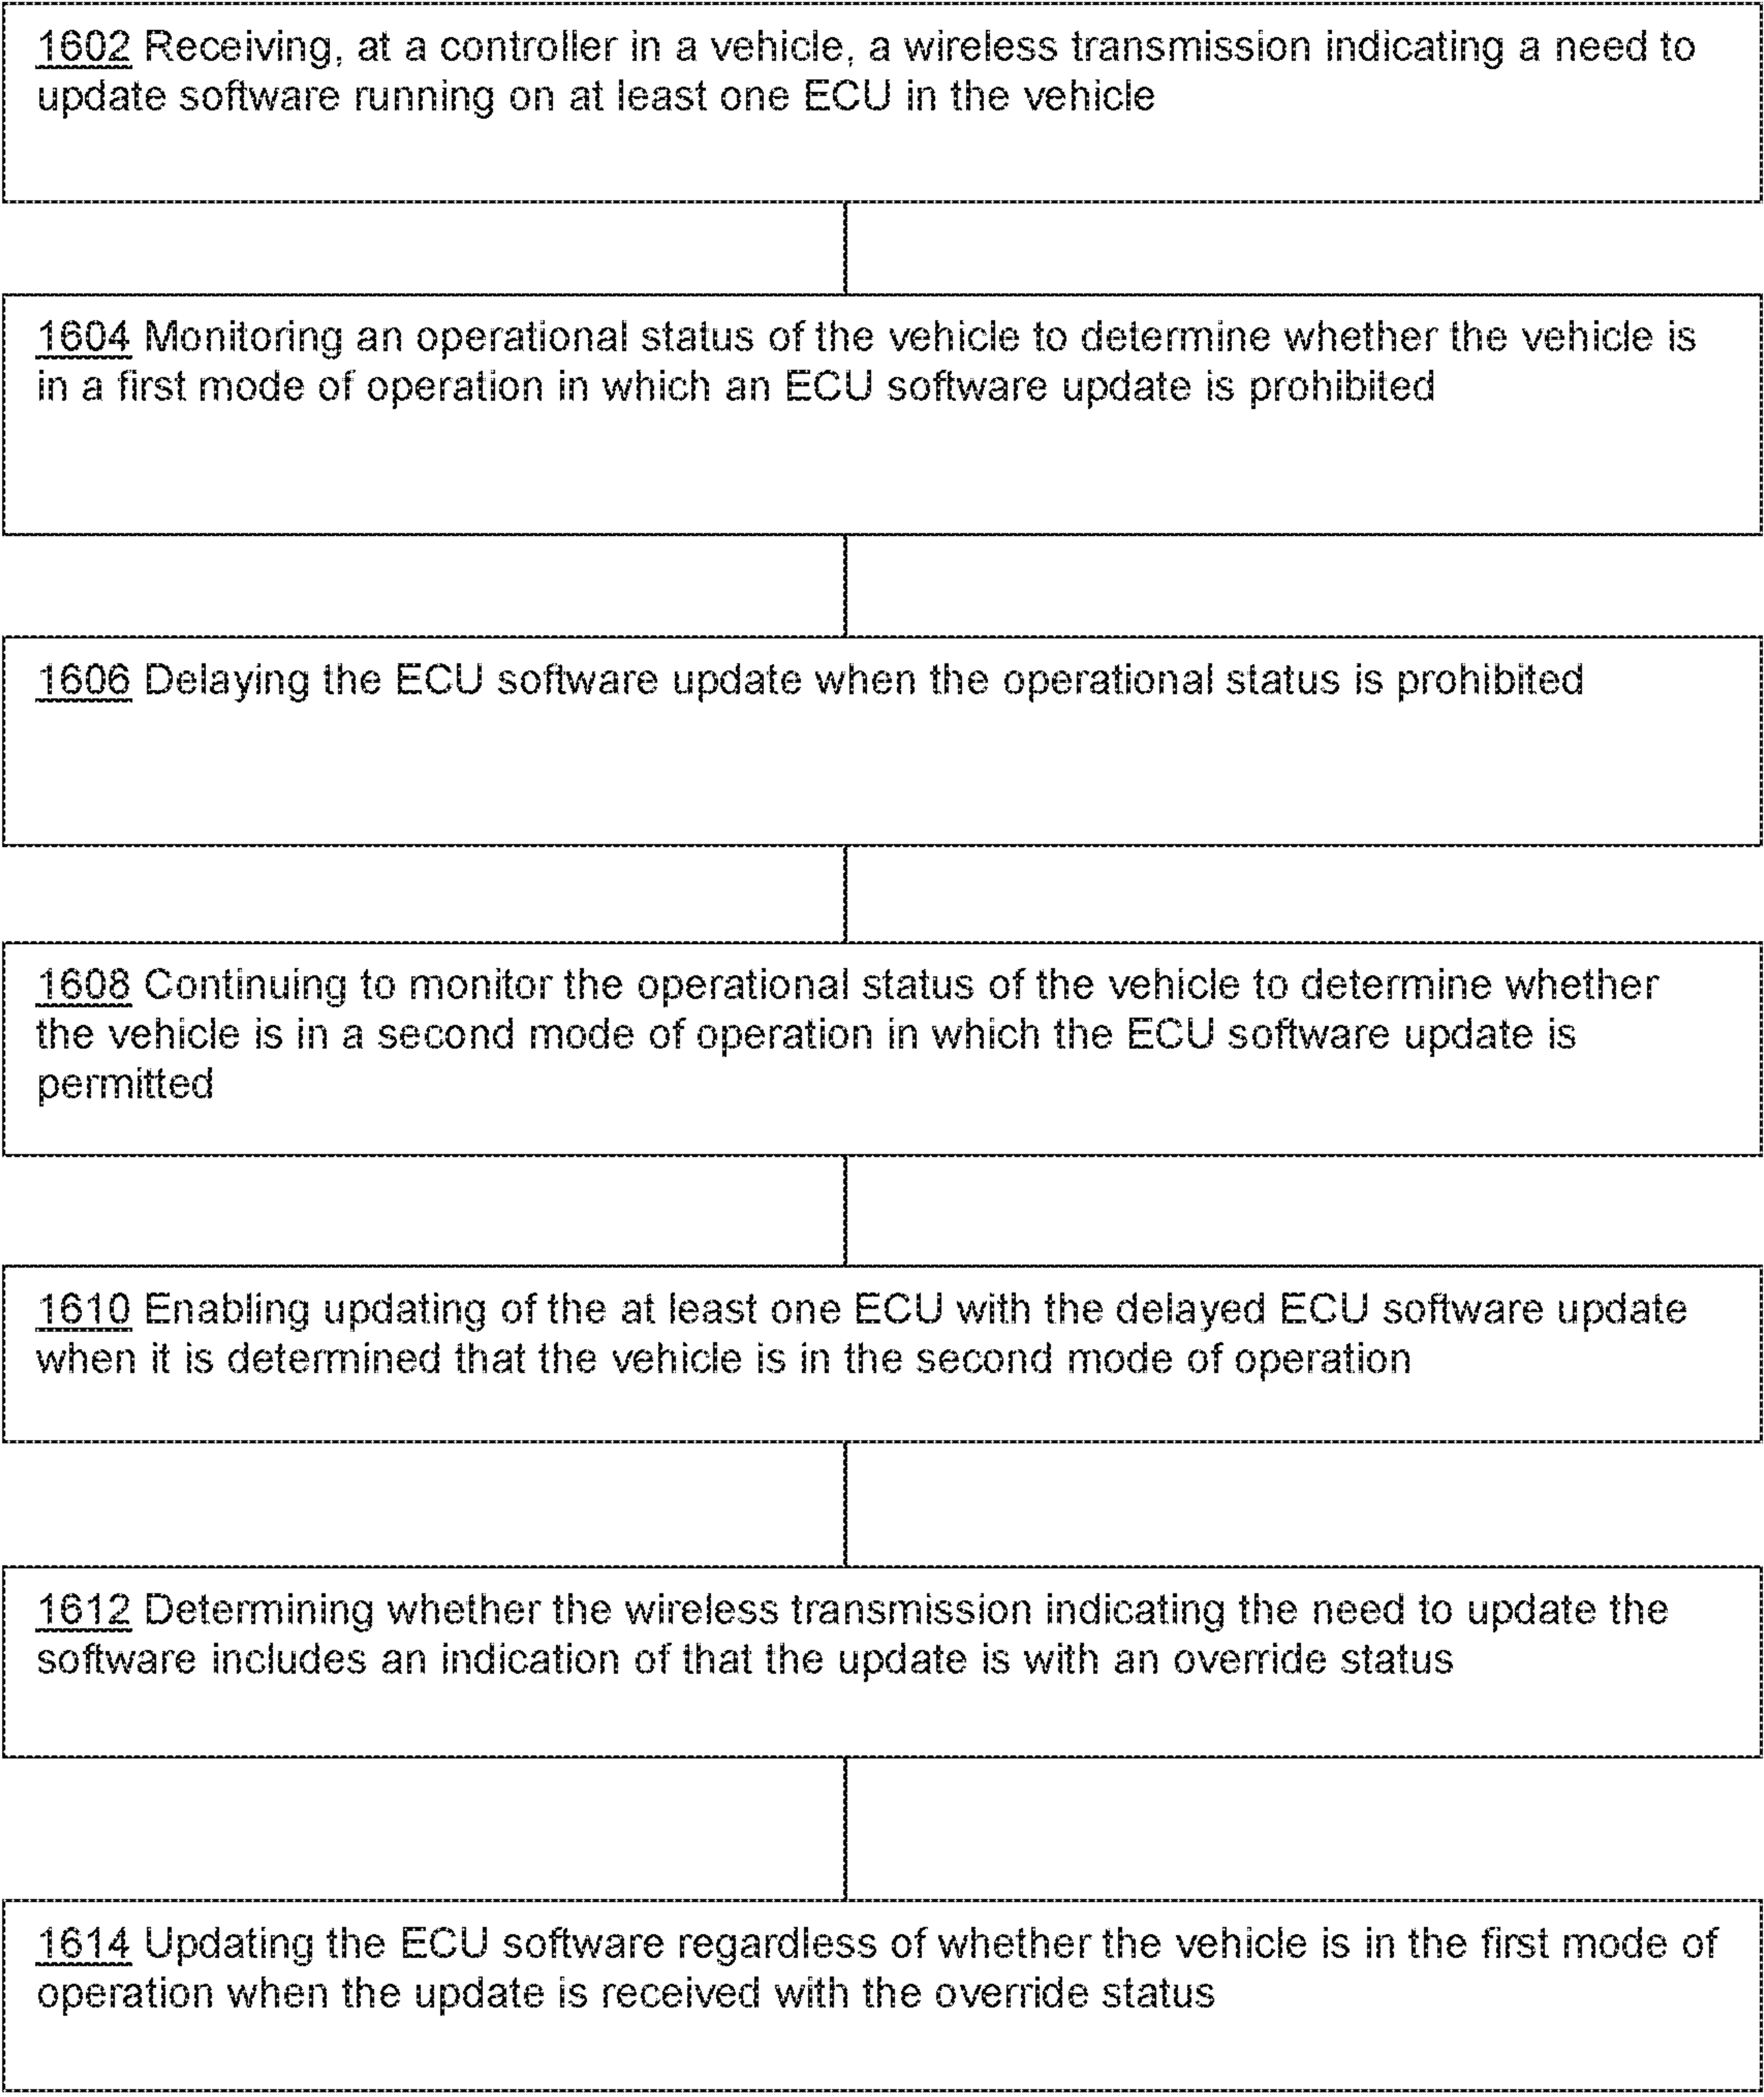 1602 Receiving, at a controller in a vehicle, a wireless transmission indicating a need to
update software running on at least one ECU in the vehicle
1604 Monitoring an operational status of the vehicle to determine whether the vehicle is
in a first mode of operation in which an ECU software update is prohibited
1606 Delaying the ECU software update when the operational status is prohibited
1608 Continuing to monitor the operational status of the vehicle to determine whether
the vehicle is in a second mode of operation in which the ECU software update is
permitted
1610 Enabling updating of the at least one ECU with the delayed ECU software update
when it is determined that the vehicle is in the second mode of operation
1612 Determining whether the wireless transmission indicating the need to update the
software includes an indication of that the update is with an override status
1614 Updating the ECU software regardless of whether the vehicle is in the first mode of
operation when the update is received with the override status